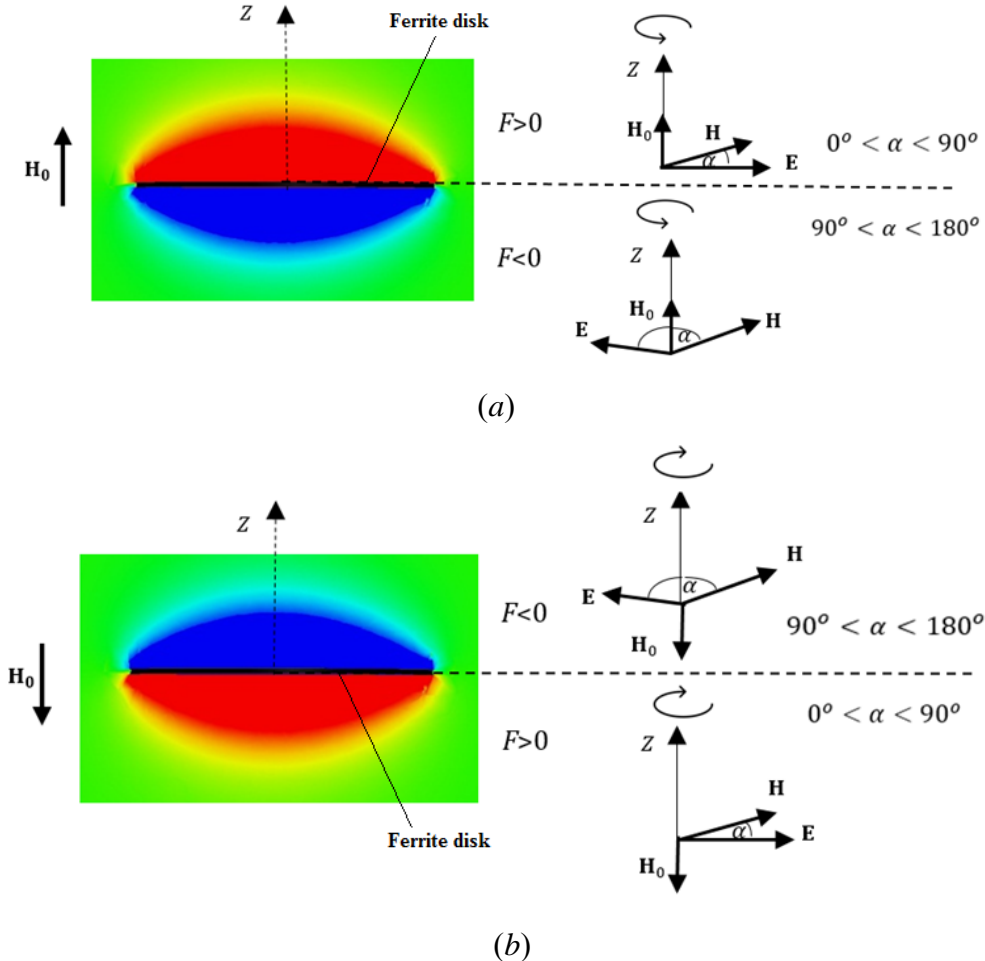 Z
Ferrite disk
H₀
F>0
F<0
Z
H₀
H
α
E
0° < α < 90°
90° < α < 180°
Z
H₀
E
α
H
(a)
Z
H₀
F<0
F>0
Ferrite disk
Z
H
α
E
H₀
90° < α < 180°
0° < α < 90°
Z
H
α
E
H₀
(b)